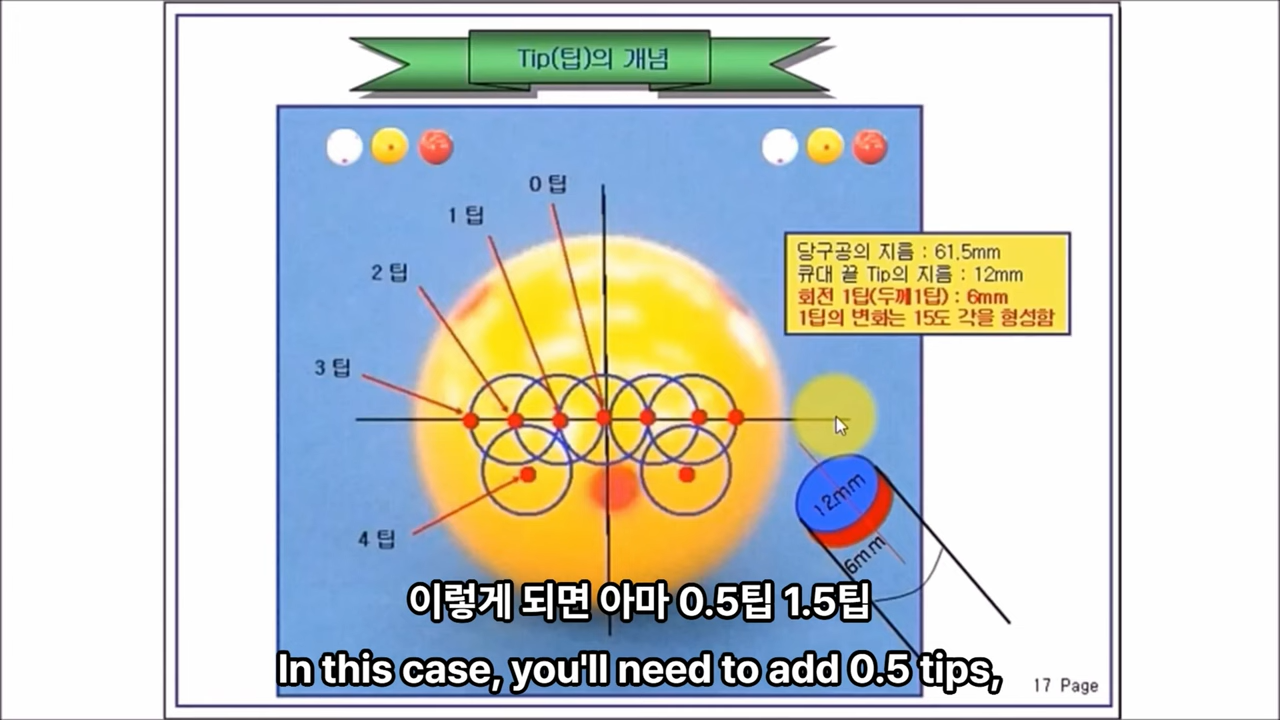 Tip(팁)의 개념
0 팁
1 팁
2 팁
3 팁
4 팁
당구공의 지름 : 61.5mm
큐대 끝 Tip의 지름 : 12mm
회전 1팁(두께1팁) : 6mm
1팁의 변화는 15도 각을 형성함
12mm
6mm
이렇게 되면 아마 0.5팁 1.5팁
In this case, you'll need to add 0.5 tips,
17 Page